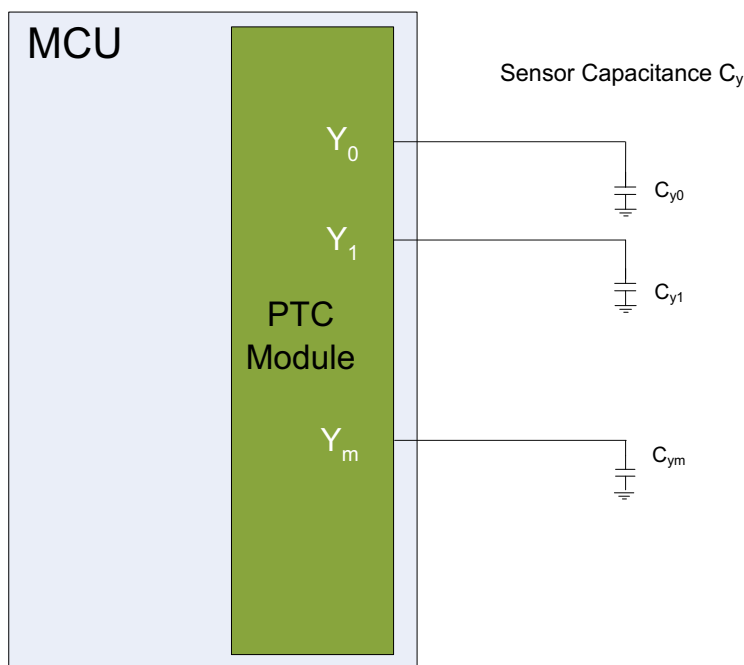 MCU
Sensor Capacitance Cy
Y0
Cy0
Y1
Cy1
PTC
Module
Ym
Cym